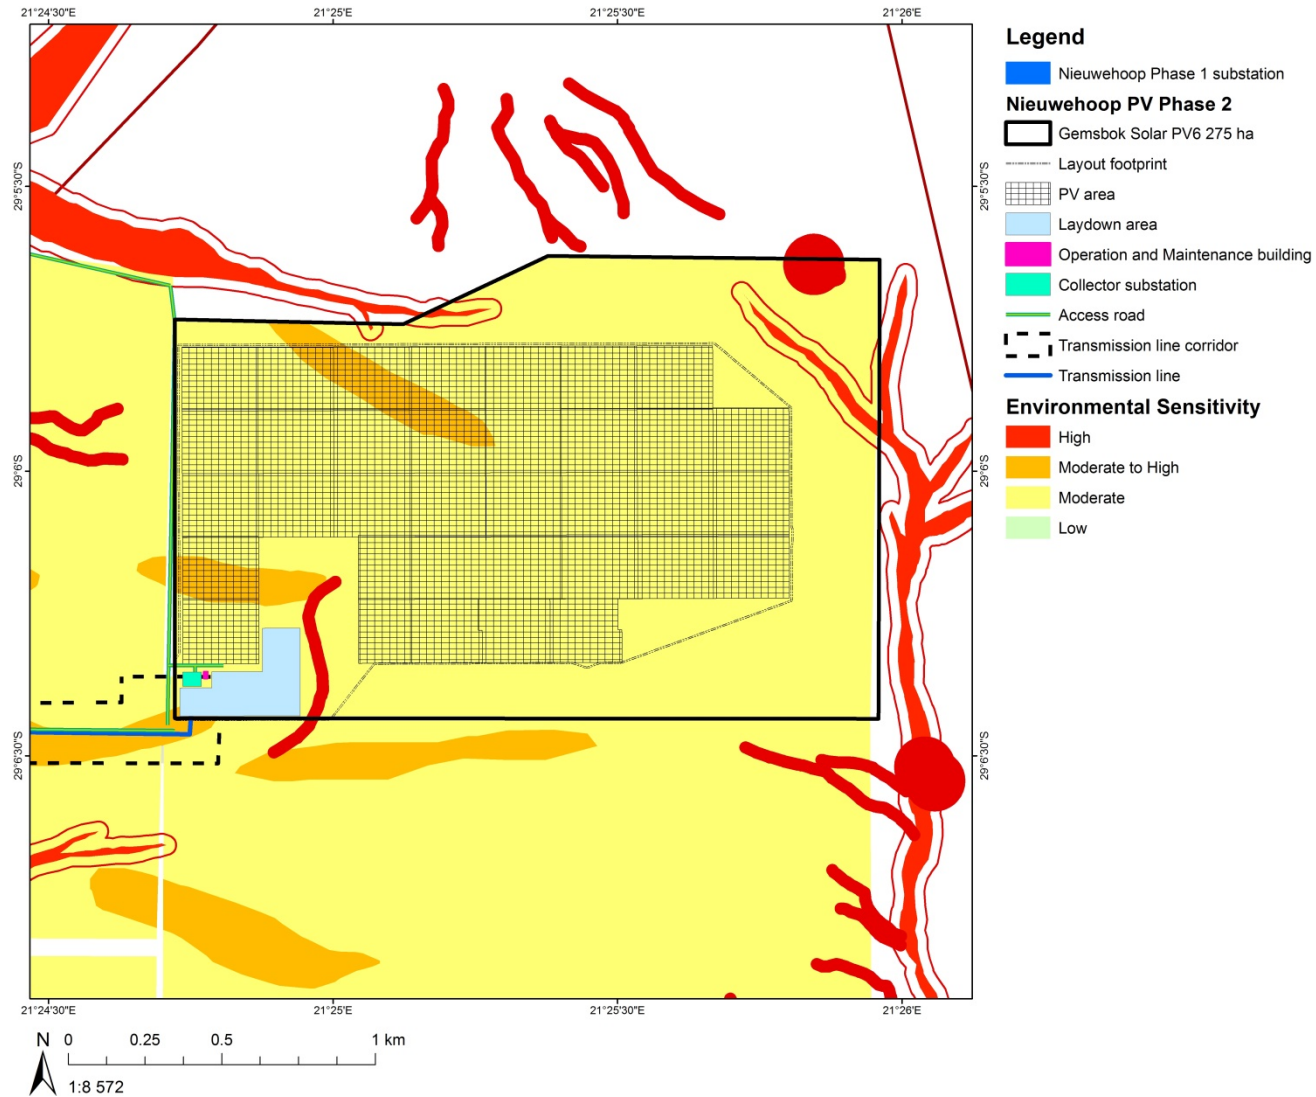 21°24'30"E 21°25'E 21°25'30"E 21°26'E
29°5'30"S 29°5'30"S
29°6'S 29°6'S
29°6'30"S 29°6'30"S
21°24'30"E 21°25'E 21°25'30"E 21°26'E
Legend
Nieuwehoop Phase 1 substation
Nieuwehoop PV Phase 2
Gemsbok Solar PV6 275 ha
Layout footprint
PV area
Laydown area
Operation and Maintenance building
Collector substation
Access road
Transmission line corridor
Transmission line
Environmental Sensitivity
High
Moderate to High
Moderate
Low
N 0 0.25 0.5 1 km
1:8 572